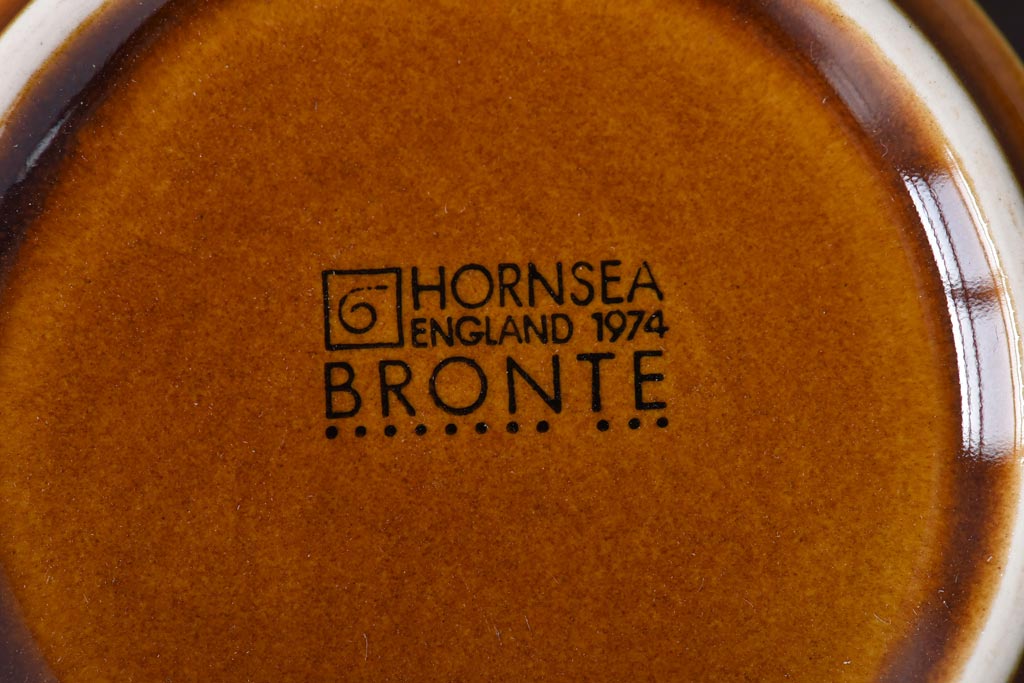 HORNSEA
ENGLAND 1974
BRONTE